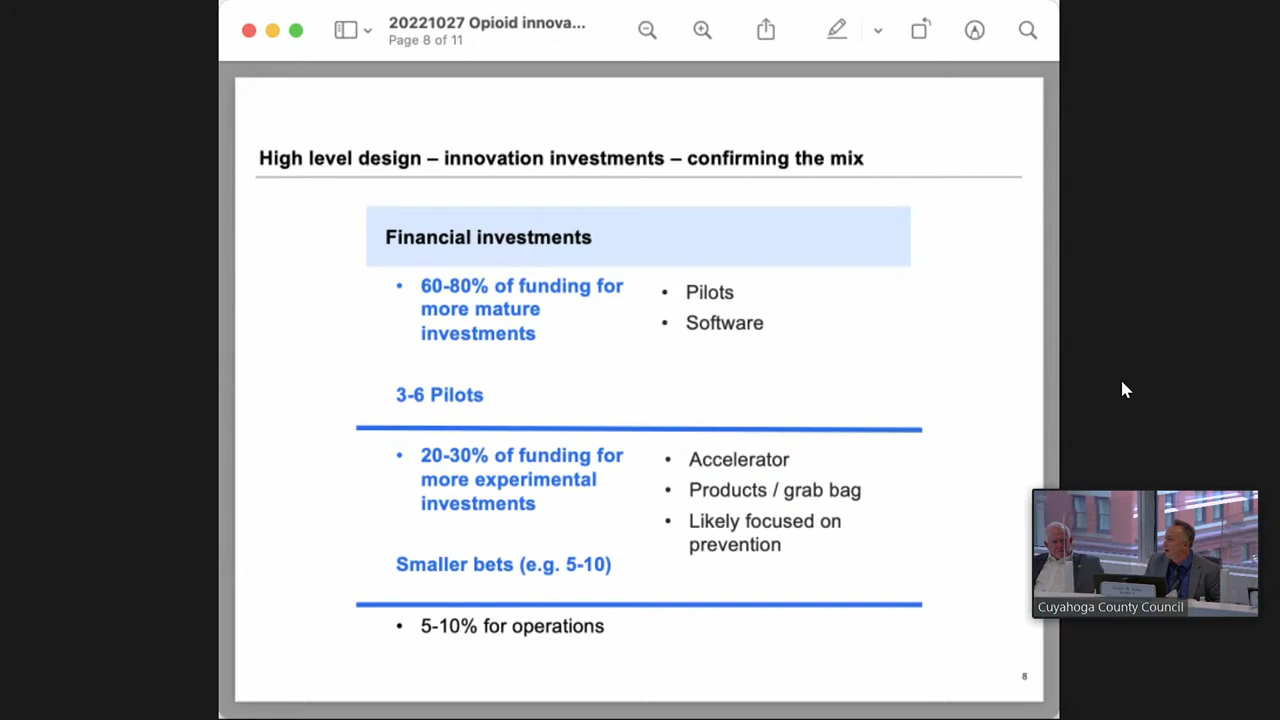 20221027 Opioid innova...
Page 8 of 11
High level design – innovation investments – confirming the mix
Financial investments
• 60-80% of funding for
more mature
investments
• Pilots
• Software
3-6 Pilots
• 20-30% of funding for
more experimental
investments
• Accelerator
• Products / grab bag
• Likely focused on
prevention
Smaller bets (e.g. 5-10)
• 5-10% for operations
8
Cuyahoga County Council